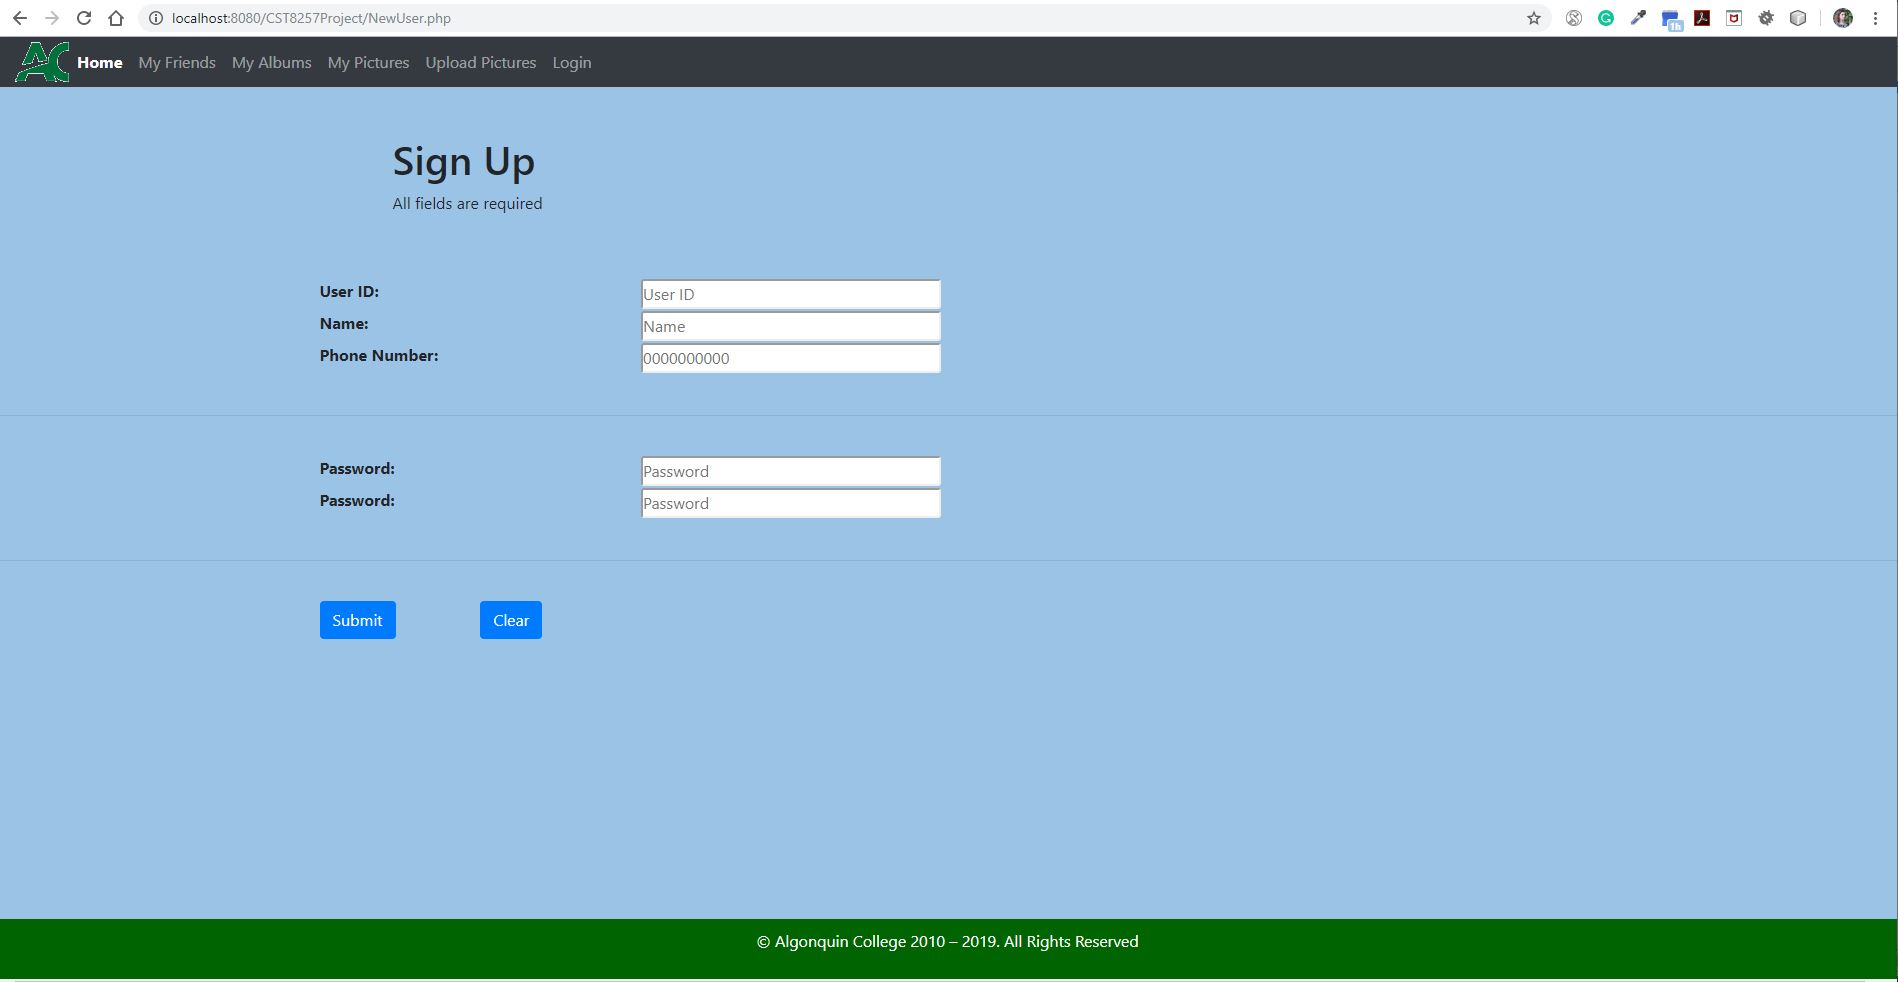 localhost:8080/CST8257Project/NewUser.php
1h
AC Home My Friends My Albums My Pictures Upload Pictures Login
Sign Up
All fields are required
User ID: User ID
Name: Name
Phone Number: 0000000000
Password: Password
Password: Password
Submit Clear
© Algonquin College 2010 – 2019. All Rights Reserved